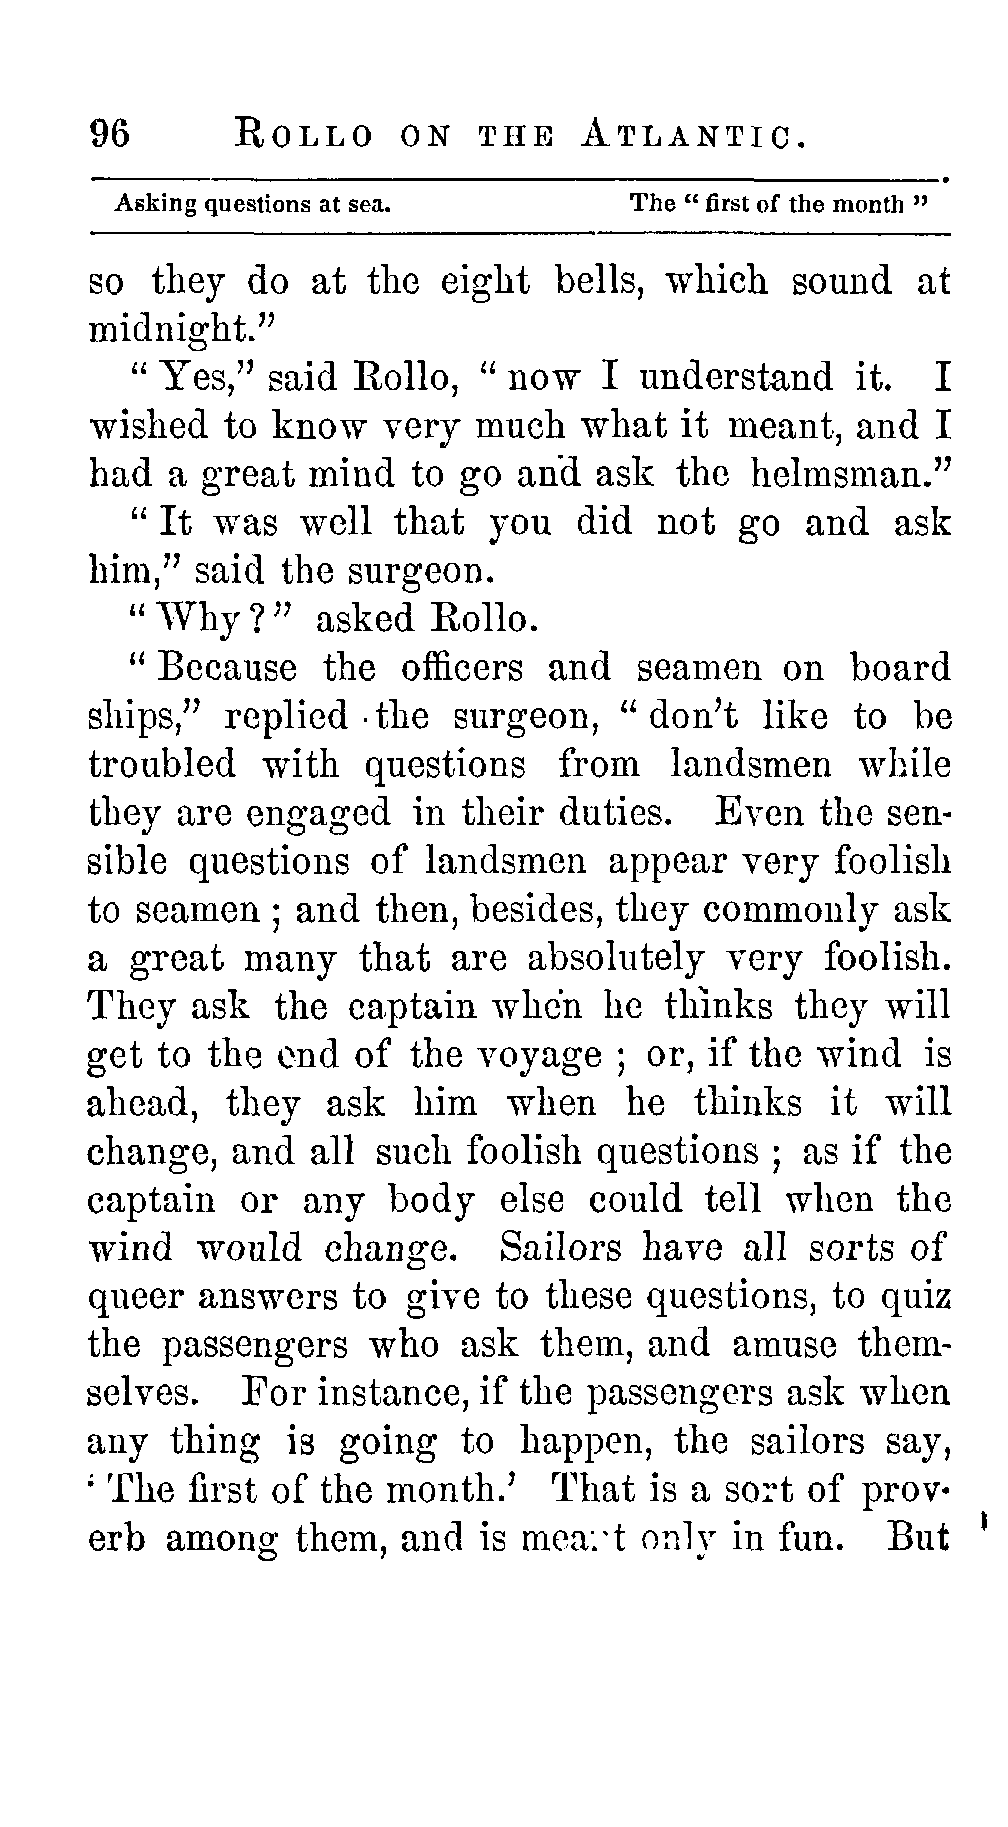 96 ROLLO ON THE ATLANTIC.
Asking questions at sea. The “ first of the month ”
so they do at the eight bells, which sound at
midnight.”
“ Yes,” said Rollo, “ now I understand it. I
wished to know very much what it meant, and I
had a great mind to go and ask the helmsman.”
“ It was well that you did not go and ask
him,” said the surgeon.
“ Why ? ” asked Rollo.
“ Because the officers and seamen on board
ships,” replied the surgeon, “ don’t like to be
troubled with questions from landsmen while
they are engaged in their duties. Even the sen-
sible questions of landsmen appear very foolish
to seamen ; and then, besides, they commonly ask
a great many that are absolutely very foolish.
They ask the captain when he thinks they will
get to the end of the voyage ; or, if the wind is
ahead, they ask him when he thinks it will
change, and all such foolish questions ; as if the
captain or any body else could tell when the
wind would change. Sailors have all sorts of
queer answers to give to these questions, to quiz
the passengers who ask them, and amuse them-
selves. For instance, if the passengers ask when
any thing is going to happen, the sailors say,
‘ The first of the month.’ That is a sort of prov-
erb among them, and is meant only in fun. But